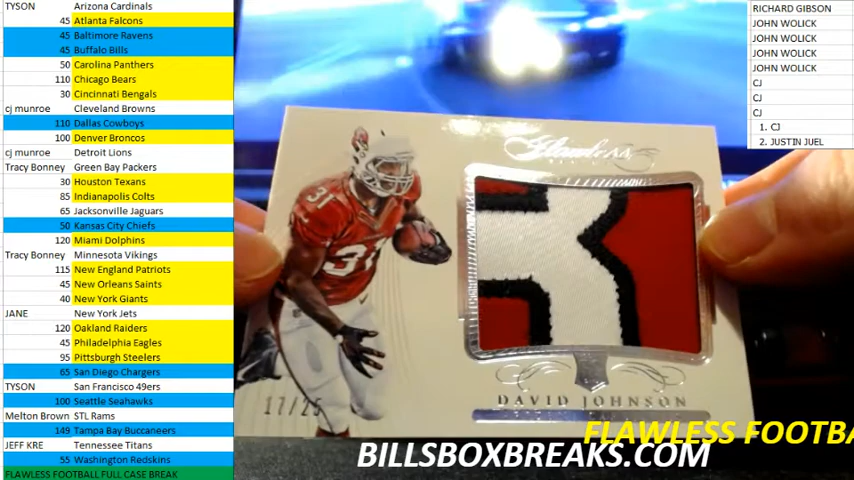 TYSON Arizona Cardinals
45 Atlanta Falcons
45 Baltimore Ravens
45 Buffalo Bills
50 Carolina Panthers
110 Chicago Bears
30 Cincinnati Bengals
cj munroe Cleveland Browns
110 Dallas Cowboys
100 Denver Broncos
cj munroe Detroit Lions
Tracy Bonney Green Bay Packers
30 Houston Texans
85 Indianapolis Colts
65 Jacksonville Jaguars
50 Kansas City Chiefs
120 Miami Dolphins
Tracy Bonney Minnesota Vikings
115 New England Patriots
45 New Orleans Saints
40 New York Giants
JANE New York Jets
120 Oakland Raiders
45 Philadelphia Eagles
95 Pittsburgh Steelers
65 San Diego Chargers
TYSON San Francisco 49ers
100 Seattle Seahawks
Melton Brown STL Rams
149 Tampa Bay Buccaneers
JEFF KRE Tennessee Titans
55 Washington Redskins
FLAWLESS FOOTBALL FULL CASE BREAK
Flawless
31
31
17/25
DAVID JOHNSON
RICHARD GIBSON
JOHN WOLICK
JOHN WOLICK
JOHN WOLICK
JOHN WOLICK
CJ
CJ
CJ
1. CJ
2. JUSTIN JUEL
FLAWLESS FOOTBA
BILLSBOXBREAKS.COM